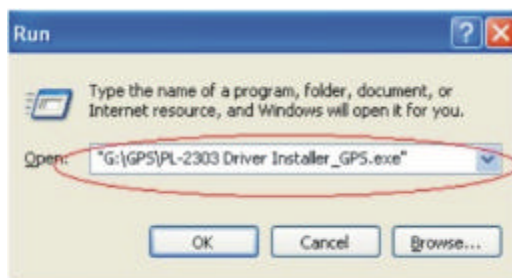 Run
Type the name of a program, folder, document, or
Internet resource, and Windows will open it for you.
Open: "G:\GPS\PL-2303 Driver Installer_GPS.exe"
OK Cancel Browse...